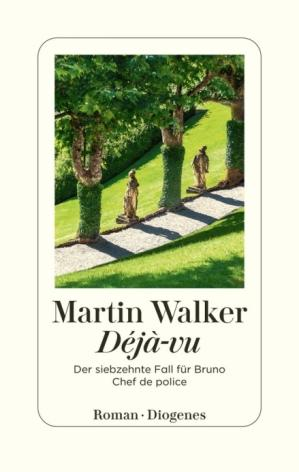 Martin Walker
Déjà-vu
Der siebzehnte Fall für Bruno
Chef de police
Roman · Diogenes